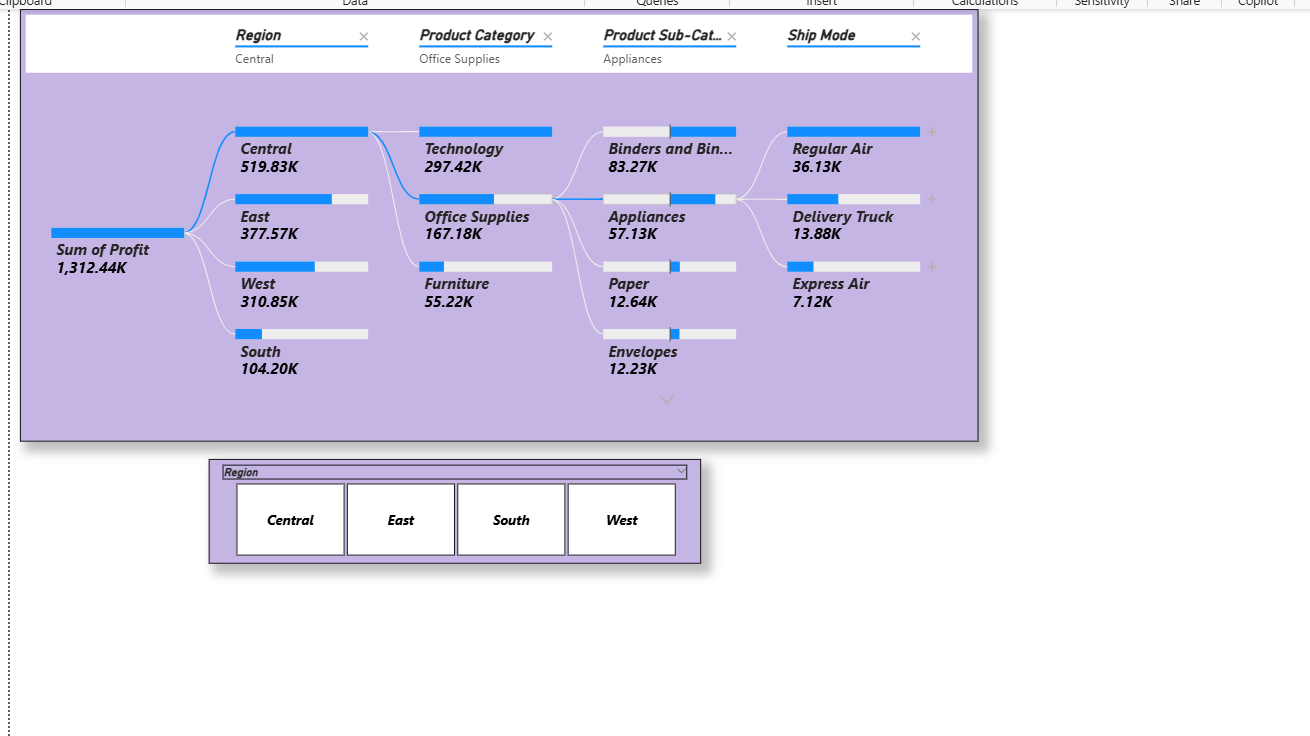 Clipboard Data Queries Insert Calculations Sensitivity Share Copilot
Region Product Category Product Sub-Cat... Ship Mode
Central Office Supplies Appliances
Central Technology Binders and Bin... Regular Air
519.83K 297.42K 83.27K 36.13K
East Office Supplies Appliances Delivery Truck
377.57K 167.18K 57.13K 13.88K
Sum of Profit
1,312.44K
West Furniture Paper Express Air
310.85K 55.22K 12.64K 7.12K
South Envelopes
104.20K 12.23K
Region
Central East South West